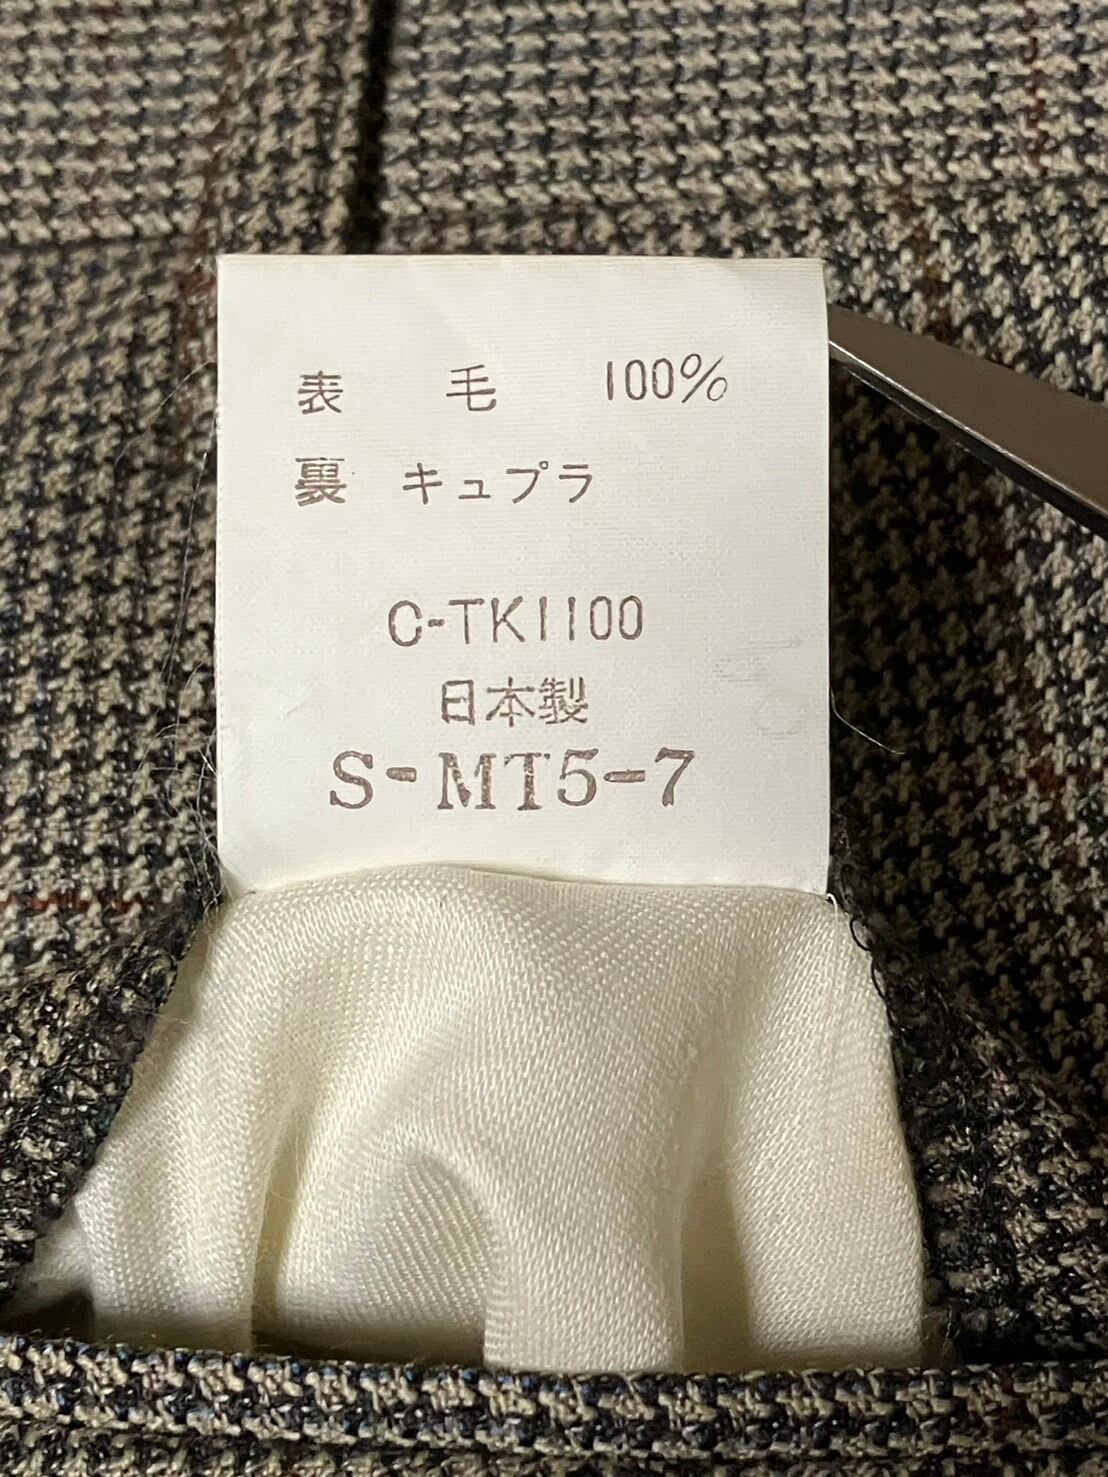 表 毛 100%
裏 キュプラ
C-TK1100
日本製
S-MT5-7